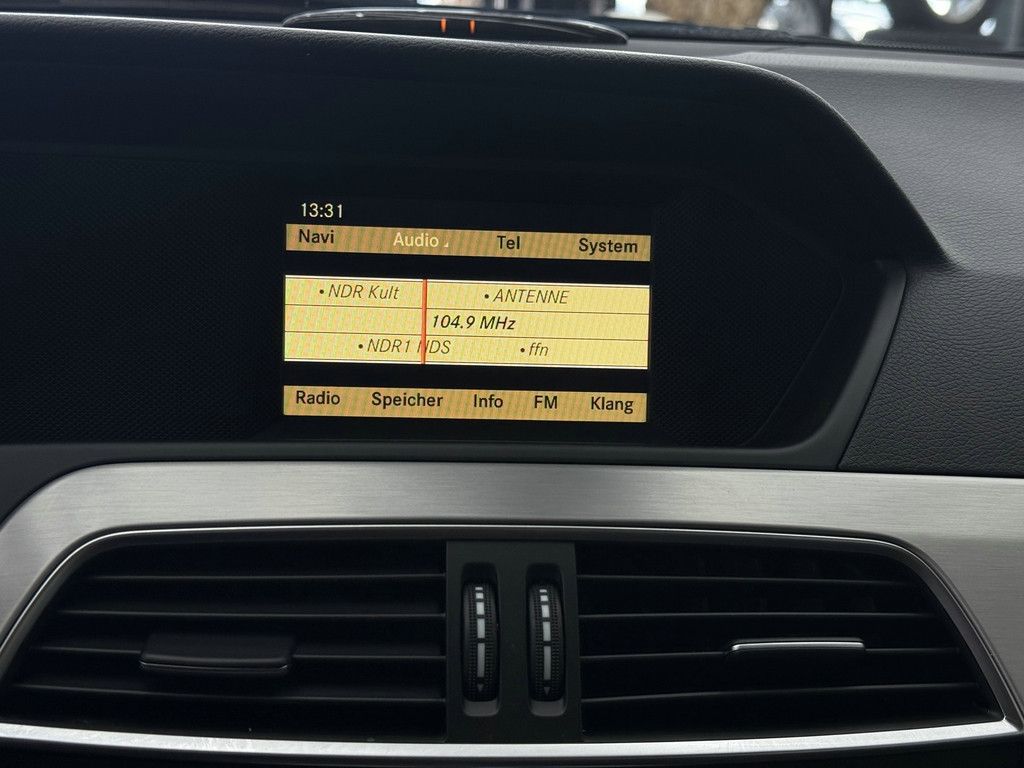 13:31
Navi Audio Tel System
•NDR Kult •ANTENNE
104.9 MHz
•NDR1 NDS •ffn
Radio Speicher Info FM Klang